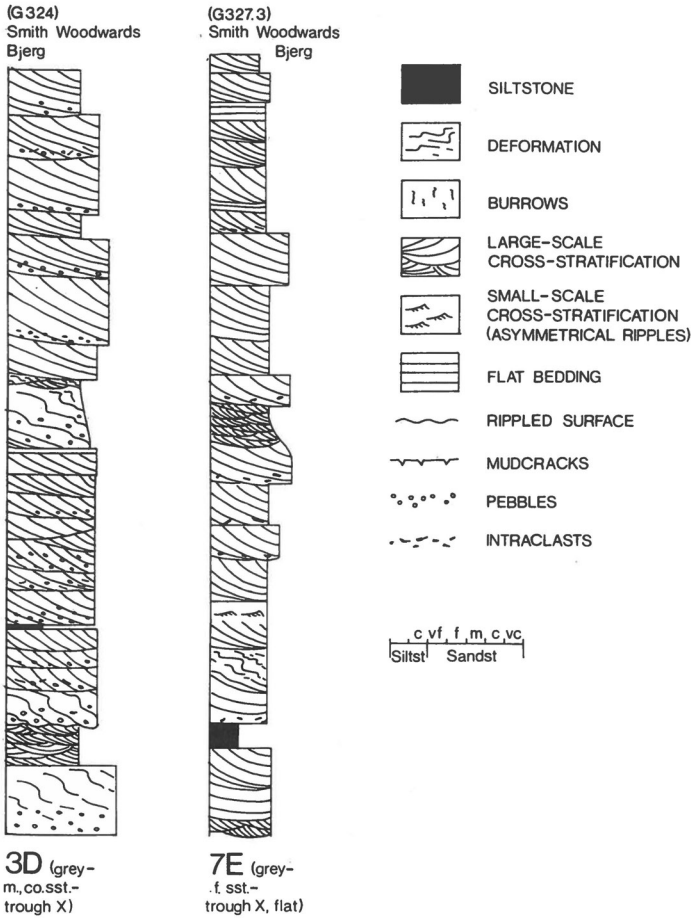 (G324)
Smith Woodwards
Bjerg
(G327.3)
Smith Woodwards
Bjerg
SILTSTONE
DEFORMATION
BURROWS
LARGE-SCALE
CROSS-STRATIFICATION
SMALL-SCALE
CROSS-STRATIFICATION
(ASYMMETRICAL RIPPLES)
FLAT BEDDING
RIPPLED SURFACE
MUDCRACKS
PEBBLES
INTRACLASTS
c vf f m c vc
Siltst Sandst
3D (grey-
m.,co.sst.-
trough X)
7E (grey-
f. sst.-
trough X, flat)